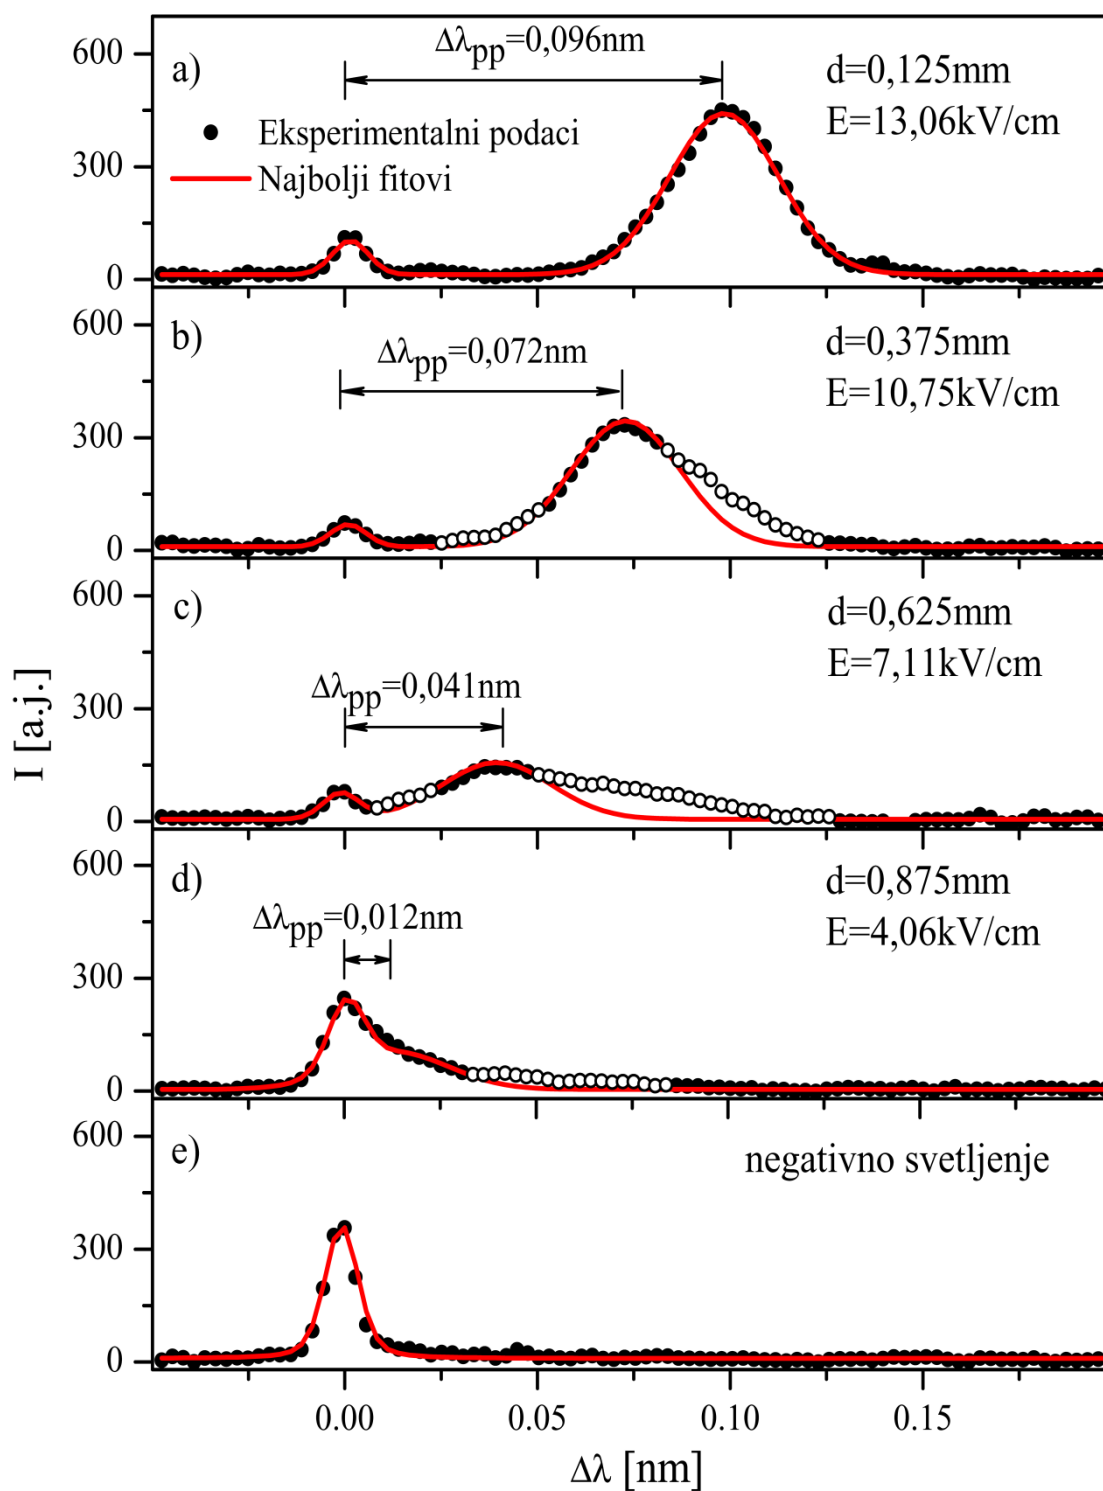 a)
Δλpp=0,096nm
d=0,125mm
E=13,06kV/cm
Eksperimentalni podaci
Najbolji fitovi
600
300
0
b)
Δλpp=0,072nm
d=0,375mm
E=10,75kV/cm
600
300
0
c)
Δλpp=0,041nm
d=0,625mm
E=7,11kV/cm
600
300
0
d)
Δλpp=0,012nm
d=0,875mm
E=4,06kV/cm
600
300
0
e)
negativno svetljenje
600
300
0
I [a.j.]
0.00 0.05 0.10 0.15
Δλ [nm]